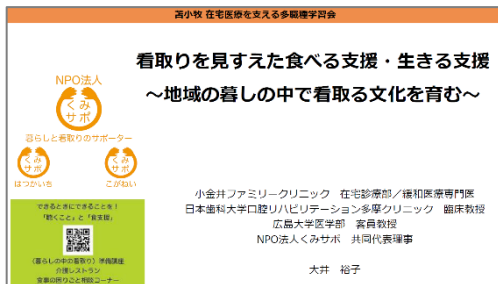 苫小牧 在宅医療を支える多職種学習会
看取りを見すえた食べる支援・生きる支援
～地域の暮しの中で看取る文化を育む～
NPO法人
くみ
サポ
暮らしと看取りのサポーター
くみ
サポ
はつかいち
くみ
サポ
こがねい
できるときにできることを！
「聴くこと」と「食支援」
（暮らしの中の看取り）準備講座
介護レストラン
小金井ファミリークリニック　在宅診療部／緩和医療専門医
日本歯科大学口腔リハビリテーション多摩クリニック　臨床教授
広島大学医学部　客員教授
NPO法人くみサポ　共同代表理事
大井　裕子